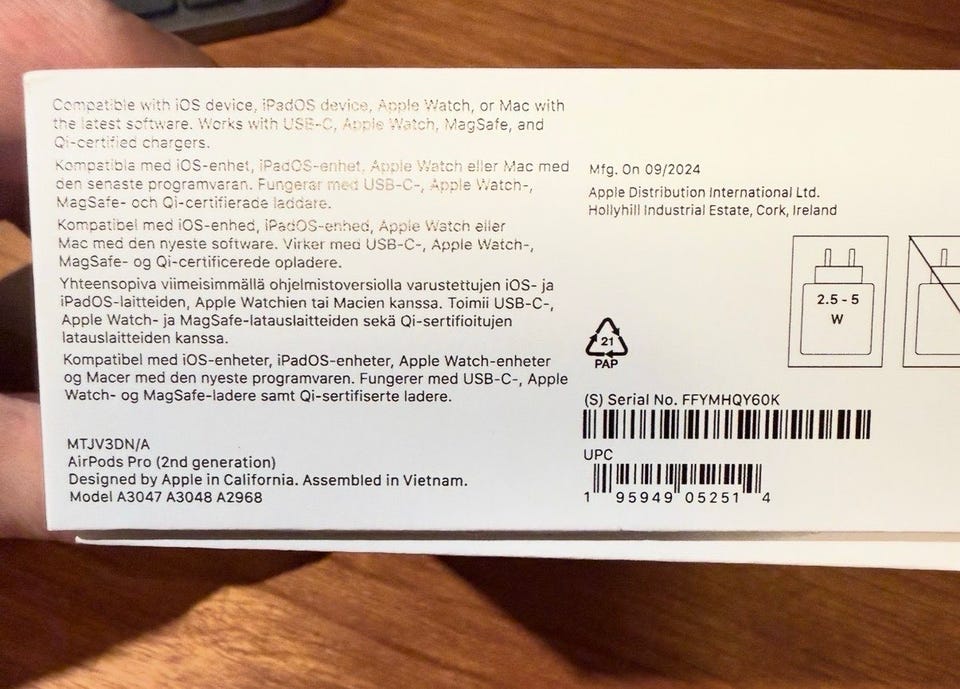 Compatible with iOS device, iPadOS device, Apple Watch, or Mac with
the latest software. Works with USB-C, Apple Watch, MagSafe, and
Qi-certified chargers.
Kompatibla med iOS-enhet, iPadOS-enhet, Apple Watch eller Mac med
den senaste programvaran. Fungerar med USB-C-, Apple Watch-,
MagSafe- och Qi-certifierade laddare.
Kompatibel med iOS-enhed, iPadOS-enhed, Apple Watch eller
Mac med den nyeste software. Virker med USB-C-, Apple Watch-,
MagSafe- og Qi-certificerede opladere.
Yhteensopiva viimeisimmällä ohjelmistoversiolla varustettujen iOS- ja
iPadOS-laitteiden, Apple Watchien tai Macien kanssa. Toimii USB-C-,
Apple Watch- ja MagSafe-latauslaitteiden sekä Qi-sertifioitujen
latauslaitteiden kanssa.
Kompatibel med iOS-enheter, iPadOS-enheter, Apple Watch-enheter
og Macer med den nyeste programvaren. Fungerer med USB-C-, Apple
Watch- og MagSafe-ladere samt Qi-sertifiserte ladere.
MTJV3DN/A
AirPods Pro (2nd generation)
Designed by Apple in California. Assembled in Vietnam.
Model A3047 A3048 A2968
Mfg. On 09/2024
Apple Distribution International Ltd.
Hollyhill Industrial Estate, Cork, Ireland
2.5 - 5
W
21
PAP
(S) Serial No. FFYMHQY60K
UPC
1 95949 05251 4